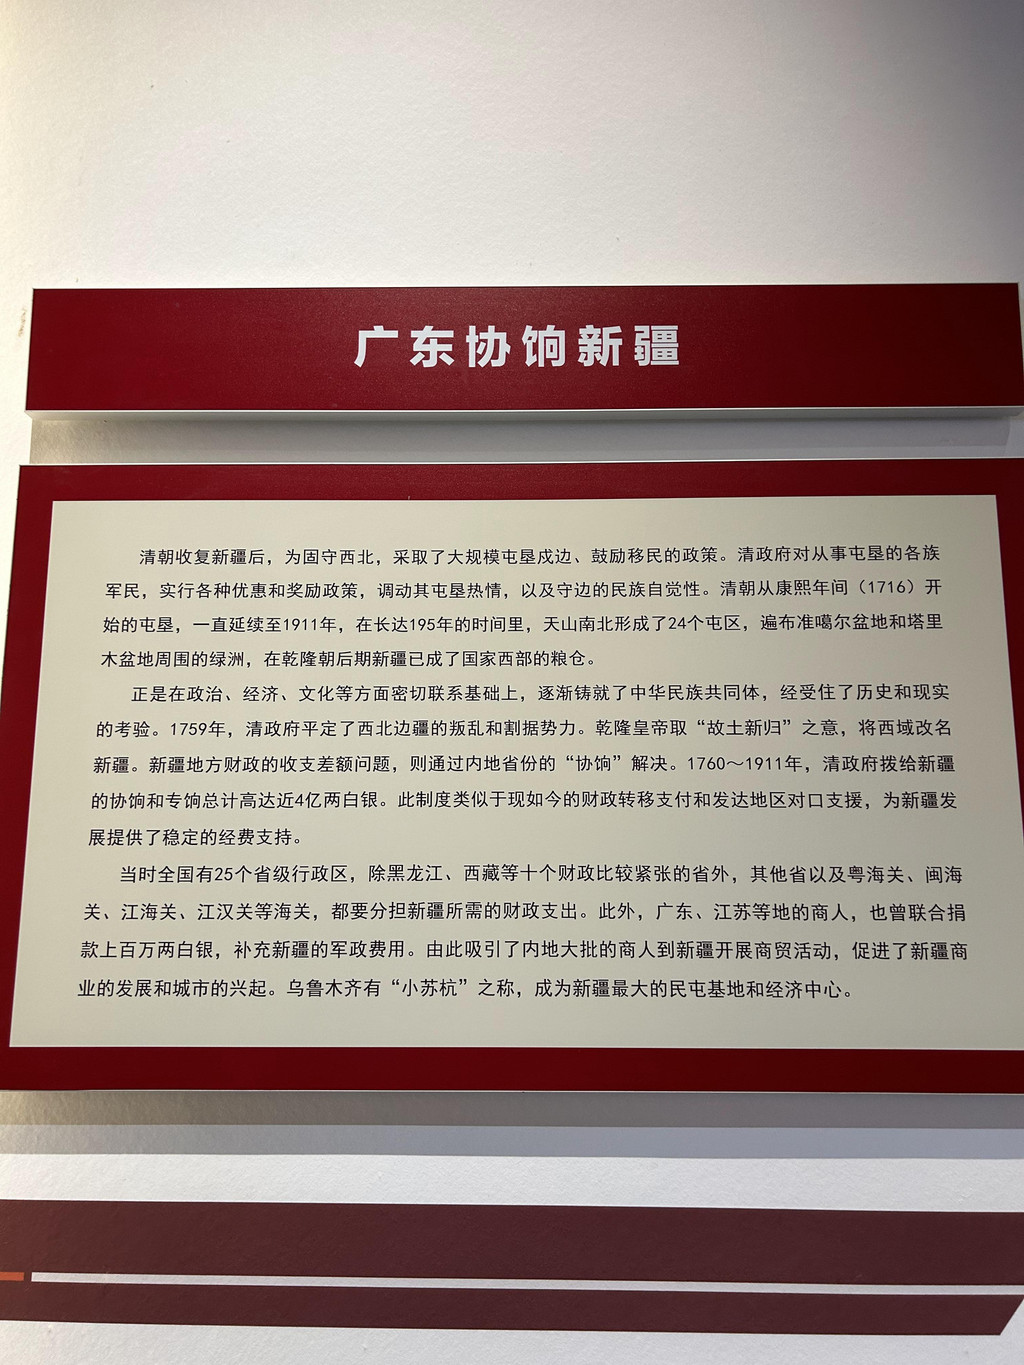 广东协饷新疆
清朝收复新疆后，为固守西北，采取了大规模屯垦戍边、鼓励移民的政策。清政府对从事屯垦的各族
军民，实行各种优惠和奖励政策，调动其屯垦热情，以及守边的民族自觉性。清朝从康熙年间（1716）开
始的屯垦，一直延续至1911年，在长达195年的时间里，天山南北形成了24个屯区，遍布准噶尔盆地和塔里
木盆地周围的绿洲，在乾隆朝后期新疆已成了国家西部的粮仓。
正是在政治、经济、文化等方面密切联系基础上，逐渐铸就了中华民族共同体，经受住了历史和现实
的考验。1759年，清政府平定了西北边疆的叛乱和割据势力。乾隆皇帝取“故土新归”之意，将西域改名
新疆。新疆地方财政的收支差额问题，则通过内地省份的“协饷”解决。1760～1911年，清政府拨给新疆
的协饷和专饷总计高达近4亿两白银。此制度类似于现如今的财政转移支付和发达地区对口支援，为新疆发
展提供了稳定的经费支持。
当时全国有25个省级行政区，除黑龙江、西藏等十个财政比较紧张的省外，其他省以及粤海关、闽海
关、江海关、江汉关等海关，都要分担新疆所需的财政支出。此外，广东、江苏等地的商人，也曾联合捐
款上百万两白银，补充新疆的军政费用。由此吸引了内地大批的商人到新疆开展商贸活动，促进了新疆商
业的发展和城市的兴起。乌鲁木齐有“小苏杭”之称，成为新疆最大的民屯基地和经济中心。